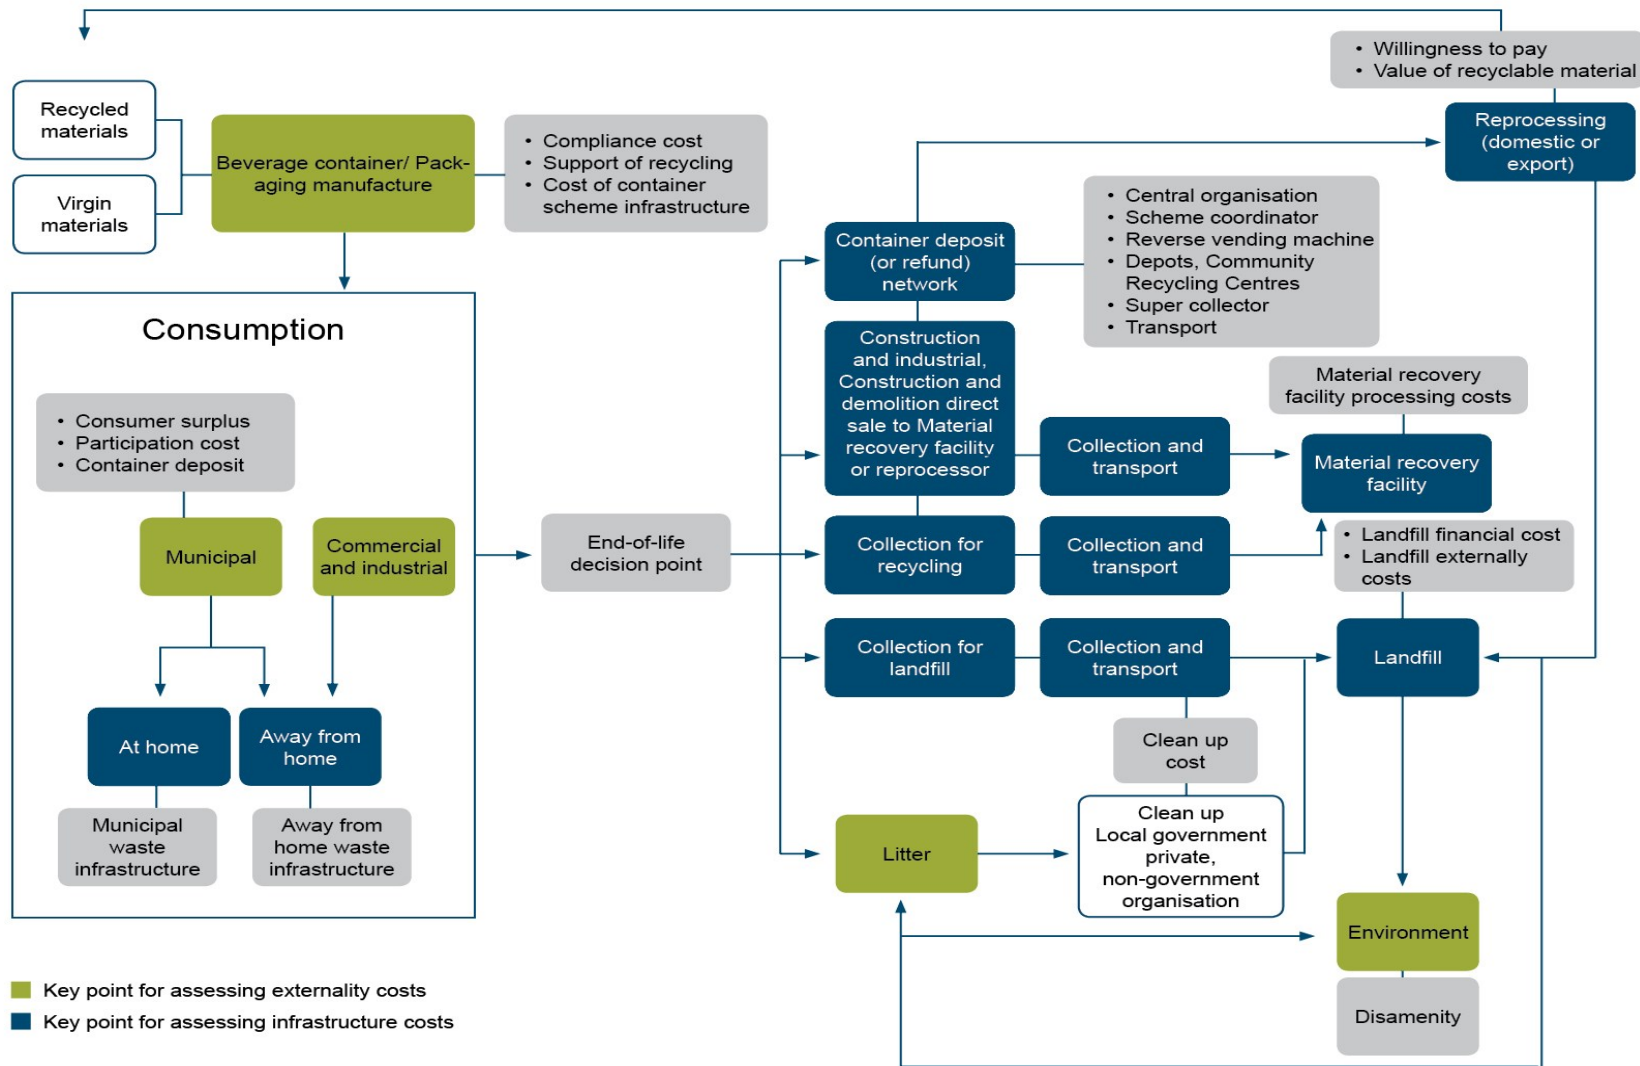 • Willingness to pay
• Value of recyclable material
Recycled
materials
Virgin
materials
Beverage container/ Pack-
aging manufacture
• Compliance cost
• Support of recycling
• Cost of container
scheme infrastructure
Reprocessing
(domestic or
export)
Container deposit
(or refund)
network
• Central organisation
• Scheme coordinator
• Reverse vending machine
• Depots, Community
Recycling Centres
• Super collector
• Transport
Consumption
• Consumer surplus
• Participation cost
• Container deposit
Municipal
Commercial
and industrial
At home
Away from
home
Municipal
waste
infrastructure
Away from
home waste
infrastructure
End-of-life
decision point
Construction
and industrial,
Construction and
demolition direct
sale to Material
recovery facility
or reprocessor
Collection and
transport
Material recovery
facility processing costs
Material recovery
facility
Collection for
recycling
Collection and
transport
• Landfill financial cost
• Landfill externally
costs
Collection for
landfill
Collection and
transport
Landfill
Clean up
cost
Litter
Clean up
Local government
private,
non-government
organisation
Environment
Disamenity
Key point for assessing externality costs
Key point for assessing infrastructure costs